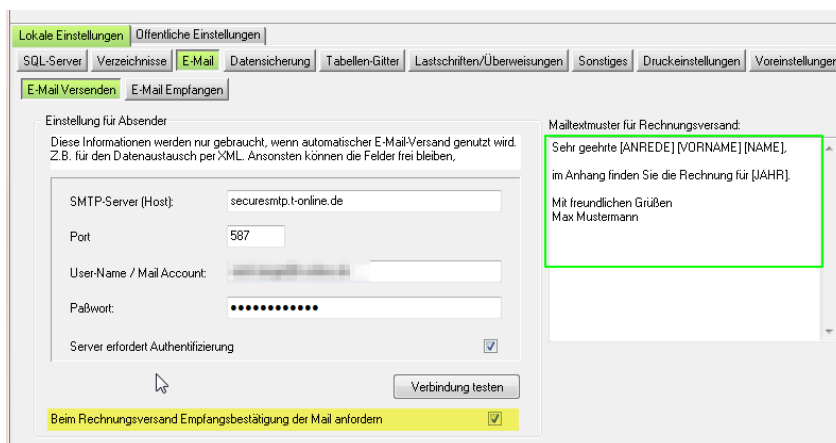 Lokale Einstellungen Öffentliche Einstellungen
SQL-Server Verzeichnisse E-Mail Datensicherung Tabellen-Gitter Lastschriften/Überweisungen Sonstiges Druckeinstellungen Voreinstellungen
E-Mail Versenden E-Mail Empfangen
Einstellung für Absender
Diese Informationen werden nur gebraucht, wenn automatischer E-Mail-Versand genutzt wird.
Z.B. für den Datenaustausch per XML. Ansonsten können die Felder frei bleiben,
SMTP-Server (Host): securesmtp.t-online.de
Port 587
User-Name / Mail Account:
Paßwort: ●●●●●●●●●●●●
Server erfordert Authentifizierung
Verbindung testen
Beim Rechnungsversand Empfangsbestätigung der Mail anfordern
Mailtextmuster für Rechnungsversand:
Sehr geehrte [ANREDE] [VORNAME] [NAME],
im Anhang finden Sie die Rechnung für [JAHR].
Mit freundlichen Grüßen
Max Mustermann